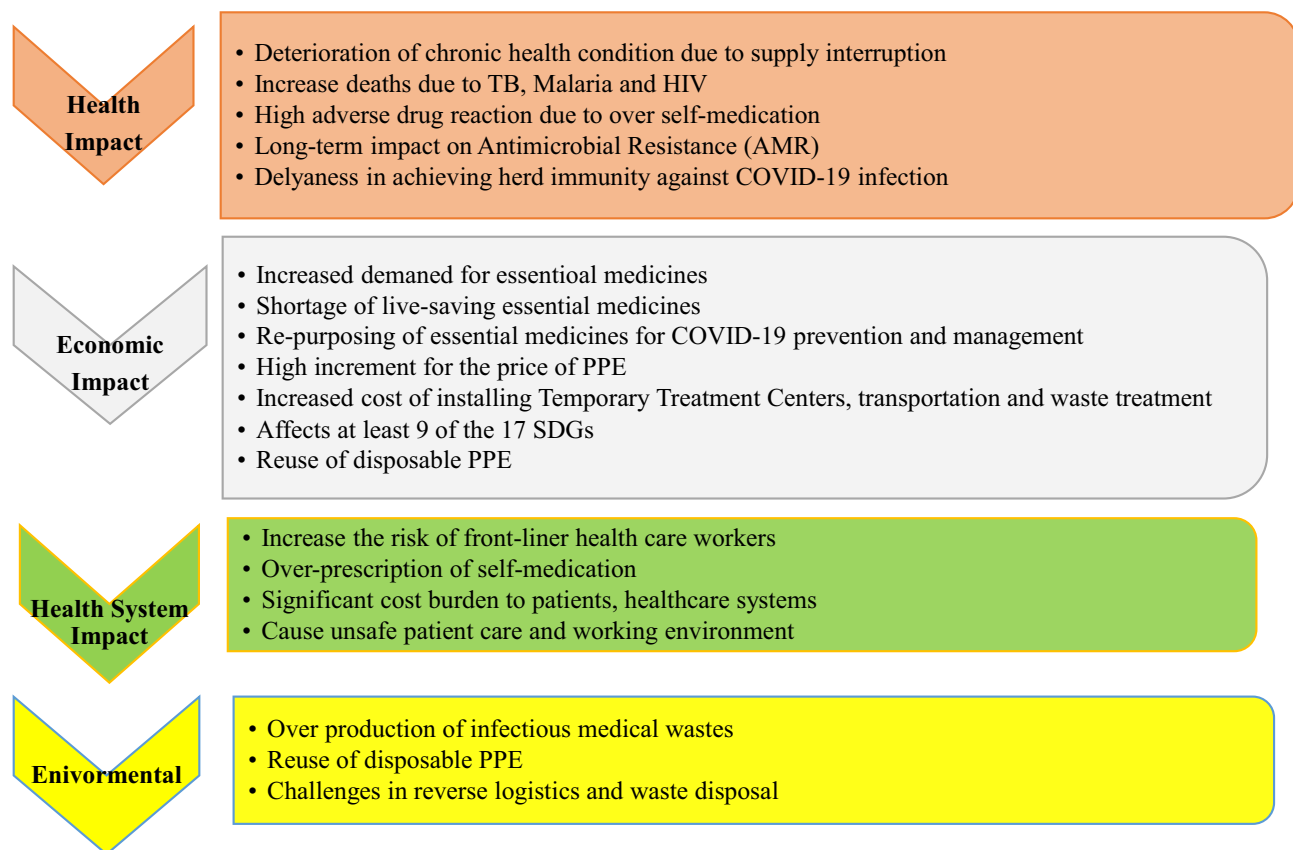 Health
Impact
• Deterioration of chronic health condition due to supply interruption
• Increase deaths due to TB, Malaria and HIV
• High adverse drug reaction due to over self-medication
• Long-term impact on Antimicrobial Resistance (AMR)
• Delyaness in achieving herd immunity against COVID-19 infection
Economic
Impact
• Increased demaned for essentioal medicines
• Shortage of live-saving essential medicines
• Re-purposing of essential medicines for COVID-19 prevention and management
• High increment for the price of PPE
• Increased cost of installing Temporary Treatment Centers, transportation and waste treatment
• Affects at least 9 of the 17 SDGs
• Reuse of disposable PPE
Health System
Impact
• Increase the risk of front-liner health care workers
• Over-prescription of self-medication
• Significant cost burden to patients, healthcare systems
• Cause unsafe patient care and working environment
Enivormental
• Over production of infectious medical wastes
• Reuse of disposable PPE
• Challenges in reverse logistics and waste disposal